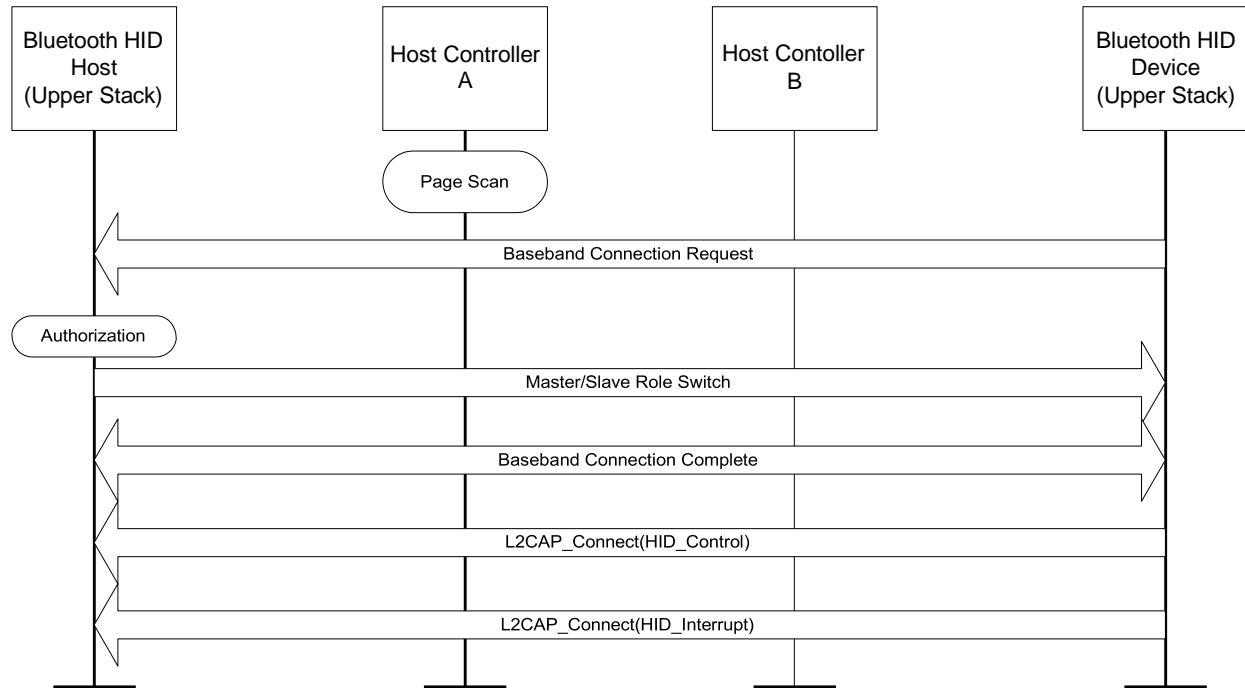 Bluetooth HID
Host
(Upper Stack)
Host Controller
A
Host Contoller
B
Bluetooth HID
Device
(Upper Stack)
Page Scan
Baseband Connection Request
Authorization
Master/Slave Role Switch
Baseband Connection Complete
L2CAP_Connect(HID_Control)
L2CAP_Connect(HID_Interrupt)